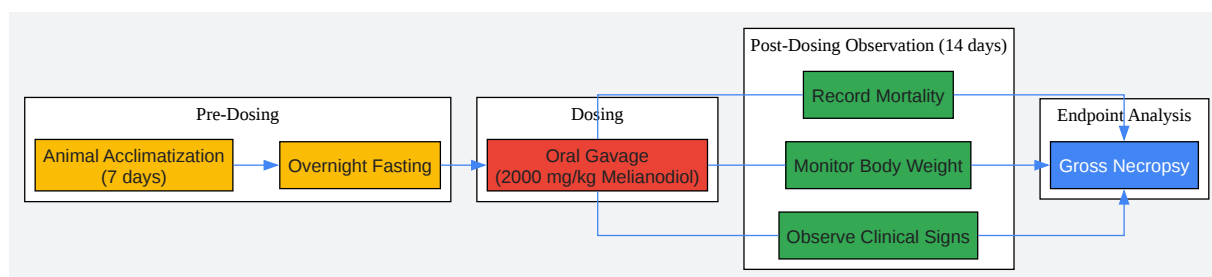 Pre-Dosing
Animal Acclimatization
(7 days)
Overnight Fasting
Dosing
Oral Gavage
(2000 mg/kg Melianodiol)
Post-Dosing Observation (14 days)
Record Mortality
Monitor Body Weight
Observe Clinical Signs
Endpoint Analysis
Gross Necropsy